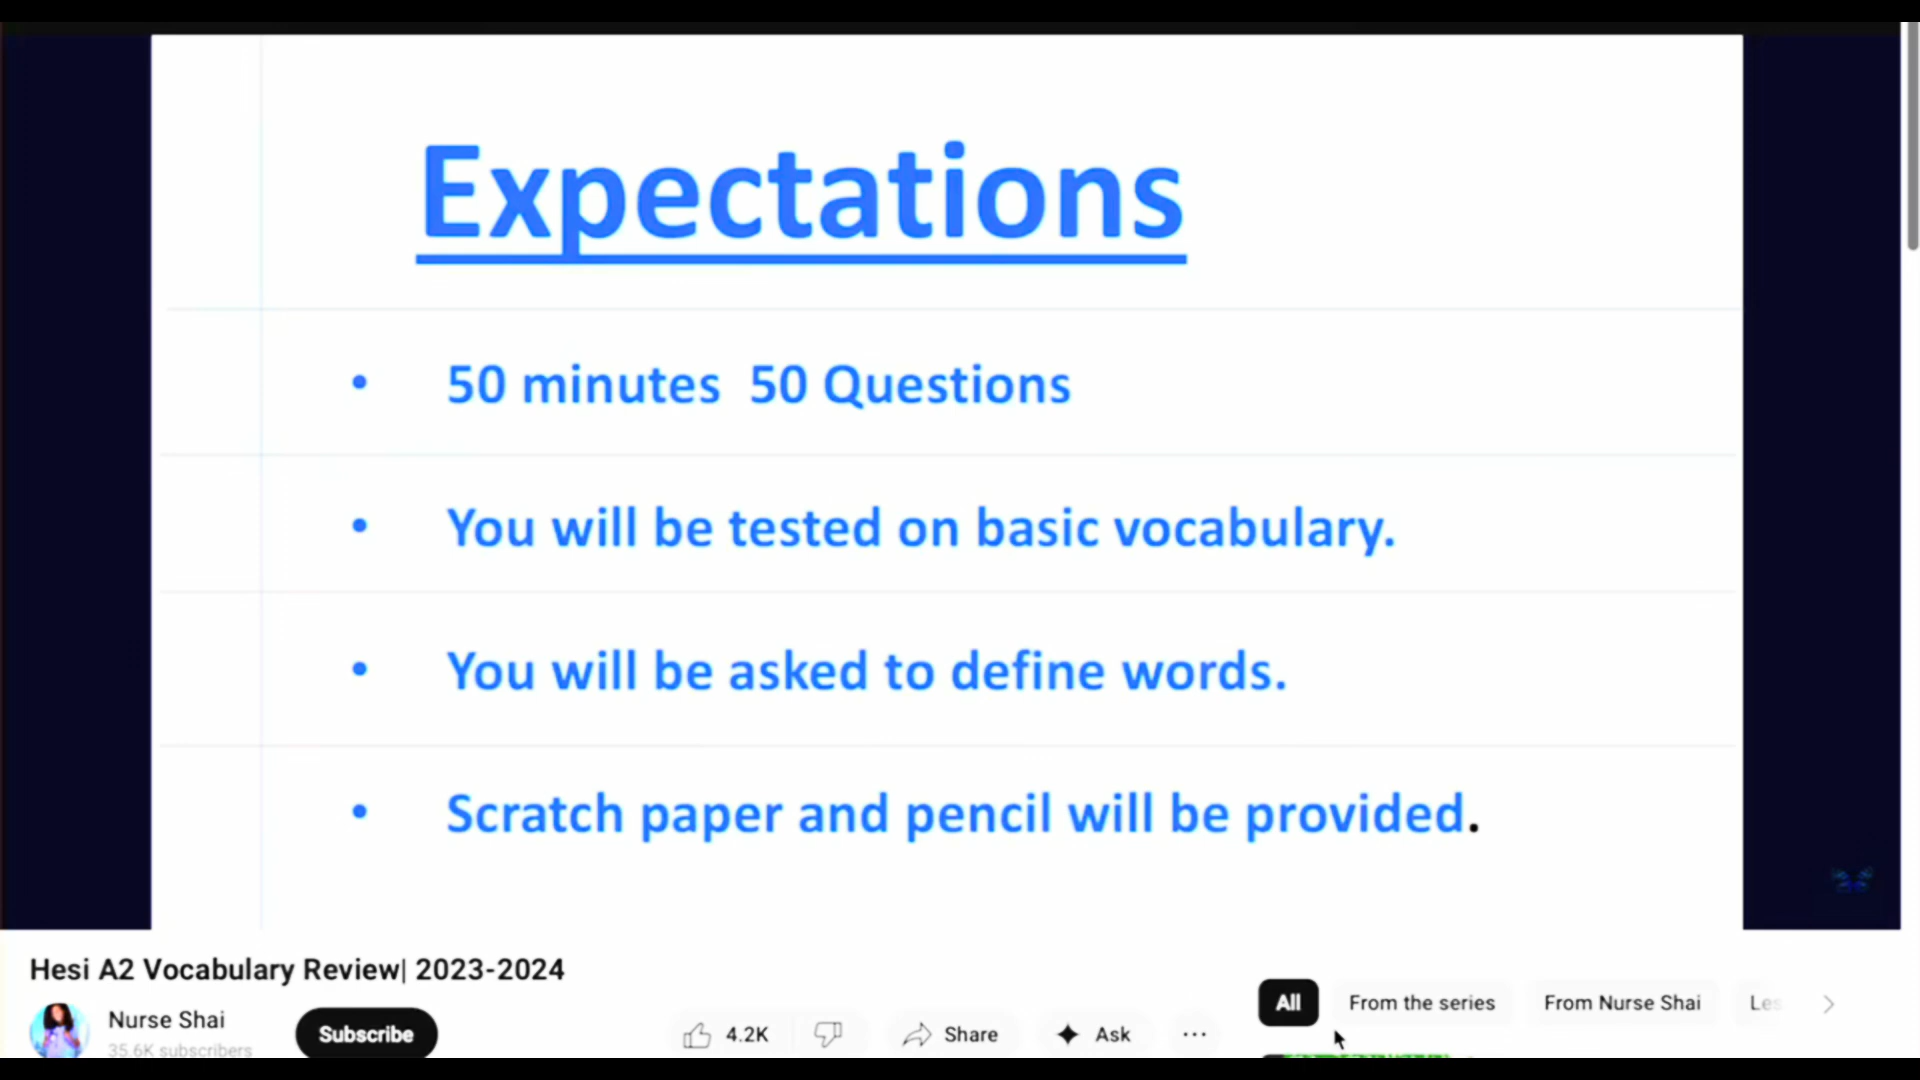 Expectations
• 50 minutes  50 Questions
• You will be tested on basic vocabulary.
• You will be asked to define words.
• Scratch paper and pencil will be provided.
Hesi A2 Vocabulary Review| 2023-2024
Nurse Shai
35.6K subscribers
Subscribe
4.2K
Share
Ask
All
From the series
From Nurse Shai
Les